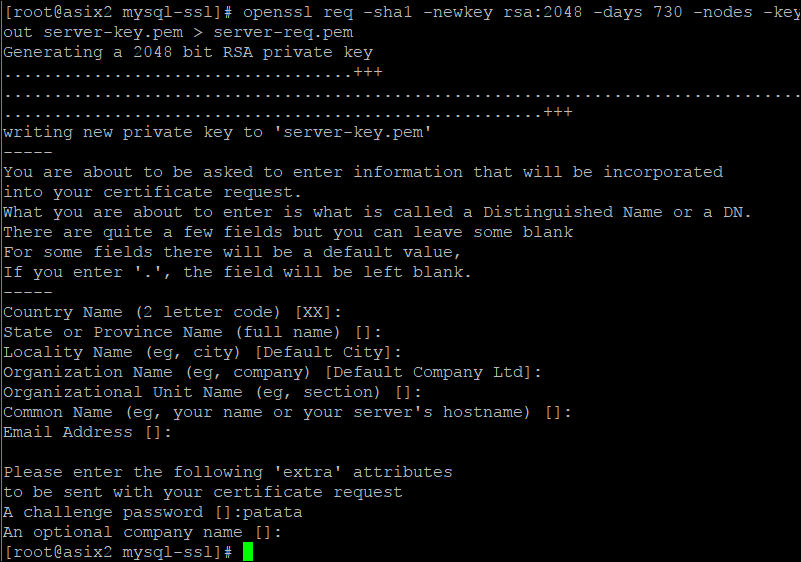 [root@asix2 mysql-ssl]# openssl req -sha1 -newkey rsa:2048 -days 730 -nodes -key
out server-key.pem > server-req.pem
Generating a 2048 bit RSA private key
...................................+++
................................................................................
......................................................+++
writing new private key to 'server-key.pem'
-----
You are about to be asked to enter information that will be incorporated
into your certificate request.
What you are about to enter is what is called a Distinguished Name or a DN.
There are quite a few fields but you can leave some blank
For some fields there will be a default value,
If you enter '.', the field will be left blank.
-----
Country Name (2 letter code) [XX]:
State or Province Name (full name) []:
Locality Name (eg, city) [Default City]:
Organization Name (eg, company) [Default Company Ltd]:
Organizational Unit Name (eg, section) []:
Common Name (eg, your name or your server's hostname) []:
Email Address []:

Please enter the following 'extra' attributes
to be sent with your certificate request
A challenge password []:patata
An optional company name []:
[root@asix2 mysql-ssl]#